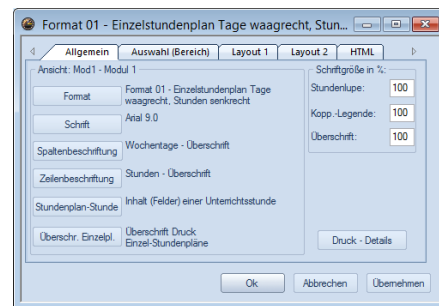 Format 01 - Einzelstundenplan Tage waagrecht, Stun...
Allgemein
Auswahl (Bereich)
Layout 1
Layout 2
HTML
Ansicht: Mod1 - Modul 1
Format
Format 01 - Einzelstundenplan Tage
waagrecht, Stunden senkrecht
Schrift
Arial 9.0
Spaltenbeschriftung
Wochentage - Überschrift
Zeilenbeschriftung
Stunden - Überschrift
Stundenplan-Stunde
Inhalt (Felder) einer Unterrichtsstunde
Überschr. Einzelpl.
Überschrift Druck
Einzel-Stundenpläne
Schriftgröße in %:
Stundenlupe:
100
Kopp.-Legende:
100
Überschrift:
100
Druck - Details
Ok
Abbrechen
Übernehmen